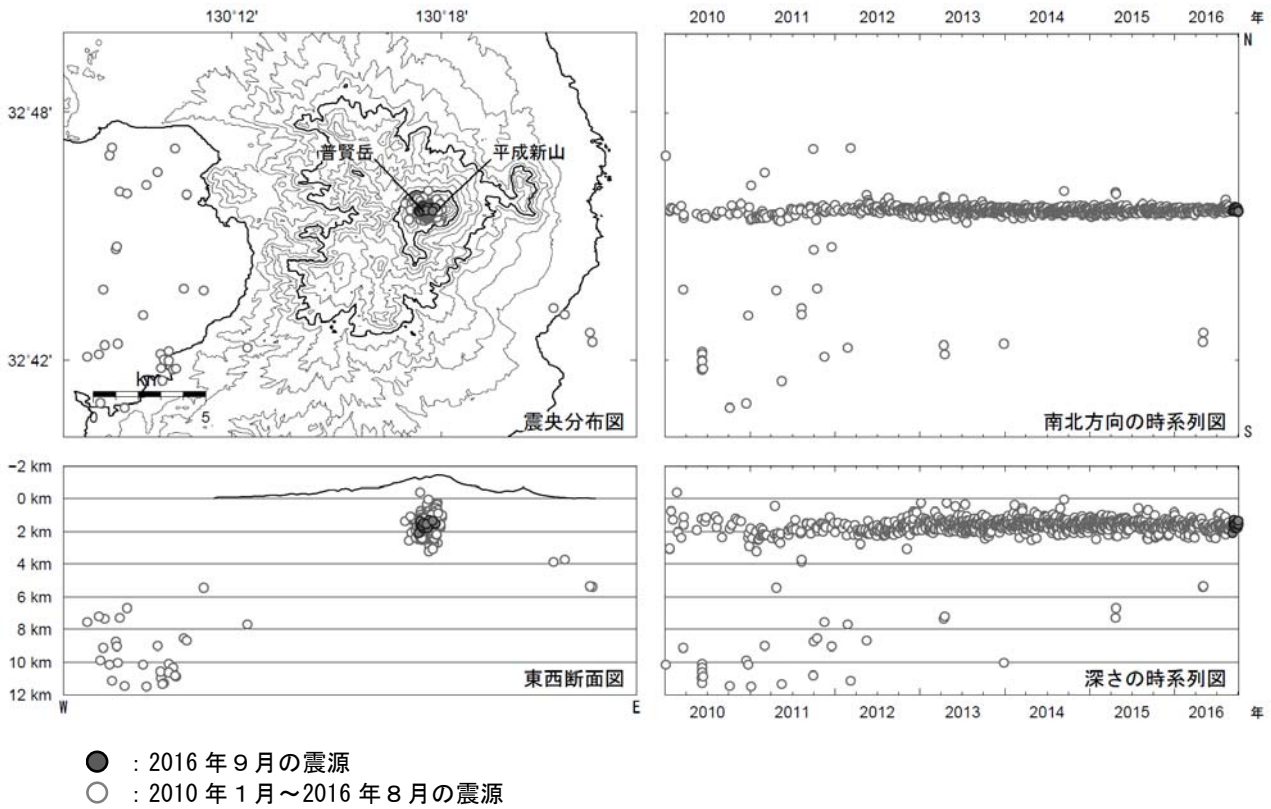 130°12′ 130°18′
2010 2011 2012 2013 2014 2015 2016 年
N
32°48′
普賢岳 平成新山
32°42′
km
0 5
震央分布図
南北方向の時系列図
S
-2 km
0 km
2 km
4 km
6 km
8 km
10 km
12 km
東西断面図
深さの時系列図
W E
2010 2011 2012 2013 2014 2015 2016 年
：2016 年９月の震源
：2010 年１月～2016 年８月の震源